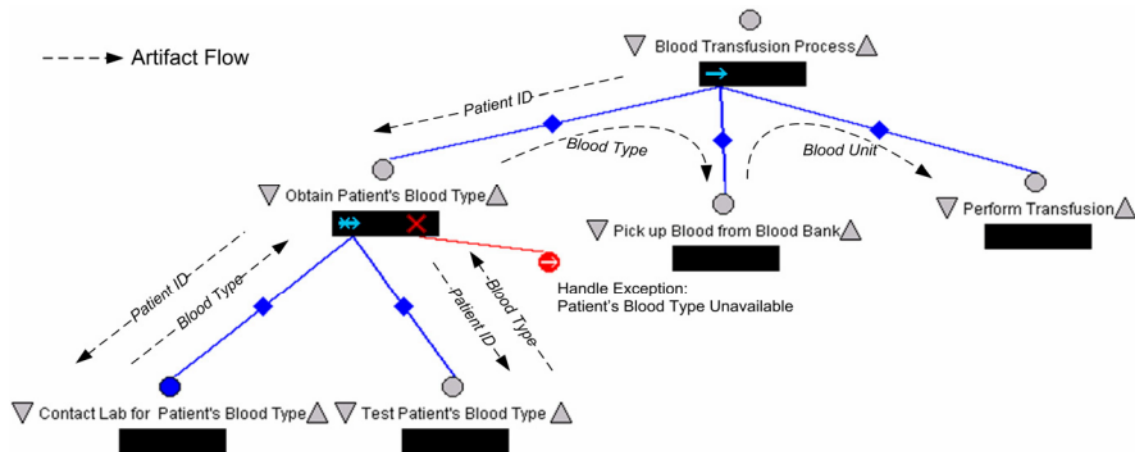 Artifact Flow
Blood Transfusion Process
Patient ID
Blood Type
Blood Unit
Obtain Patient's Blood Type
Pick up Blood from Blood Bank
Perform Transfusion
Patient ID
Blood Type
Patient ID
Blood Type
Handle Exception:
Patient's Blood Type Unavailable
Contact Lab for Patient's Blood Type
Test Patient's Blood Type